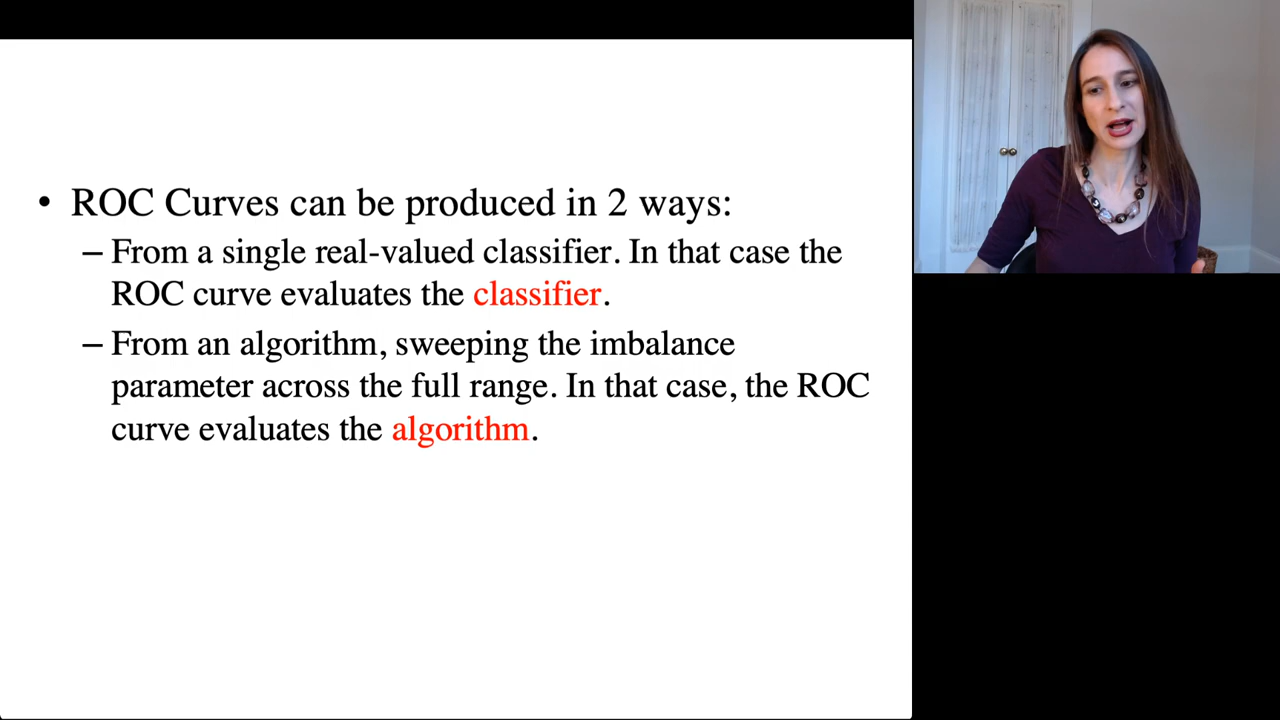 • ROC Curves can be produced in 2 ways:
– From a single real-valued classifier. In that case the
ROC curve evaluates the classifier.
– From an algorithm, sweeping the imbalance
parameter across the full range. In that case, the ROC
curve evaluates the algorithm.